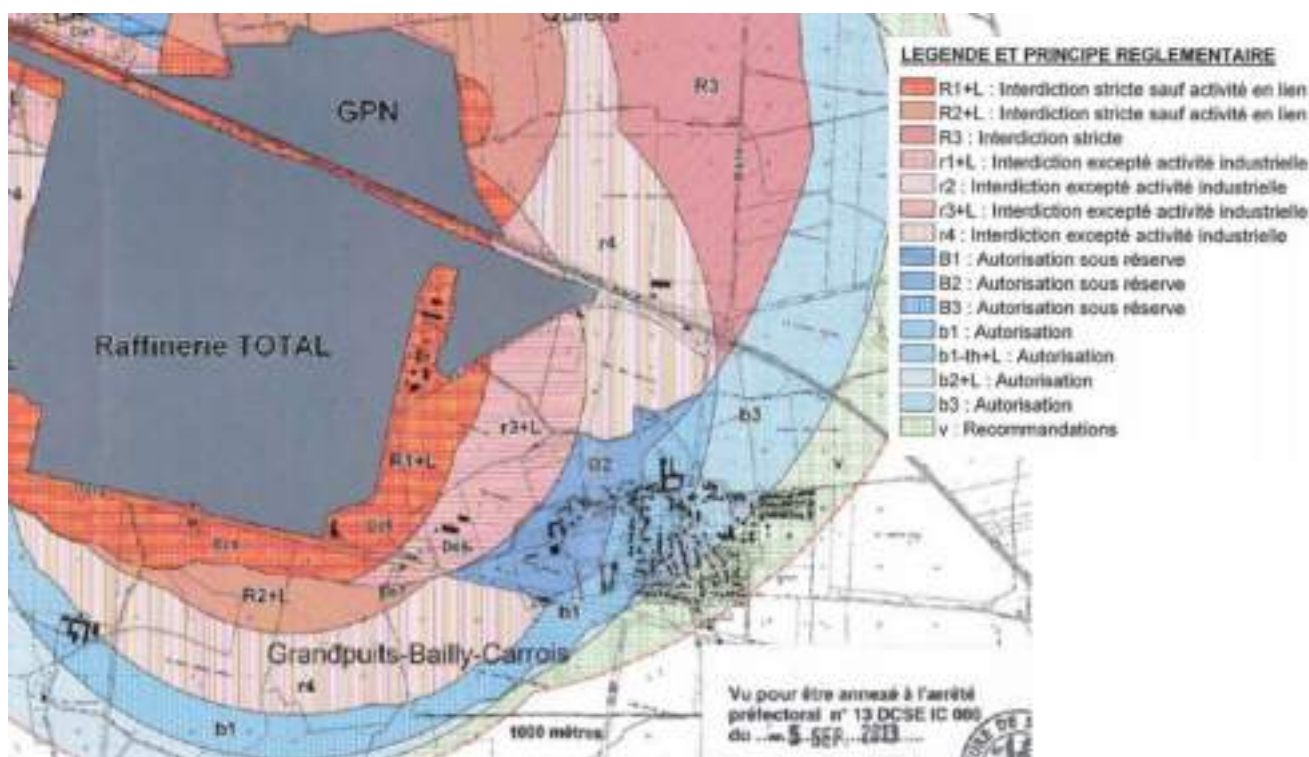 GPN
R3
r4
r4
Raffinerie TOTAL
r3+L
b3
R1+L
B2
v
R2+L
b1
Grandpuits-Bailly-Carrois
r4
b1
1000 mètres
LEGENDE ET PRINCIPE REGLEMENTAIRE
R1+L : Interdiction stricte sauf activité en lien
R2+L : Interdiction stricte sauf activité en lien
R3 : Interdiction stricte
r1+L : Interdiction excepté activité industrielle
r2 : Interdiction excepté activité industrielle
r3+L : Interdiction excepté activité industrielle
r4 : Interdiction excepté activité industrielle
B1 : Autorisation sous réserve
B2 : Autorisation sous réserve
B3 : Autorisation sous réserve
b1 : Autorisation
b1-th+L : Autorisation
b2+L : Autorisation
b3 : Autorisation
v : Recommandations
Vu pour être annexé à l'arrêté
préfectoral n° 13 DCSE IC
du 5 SEP. 2013